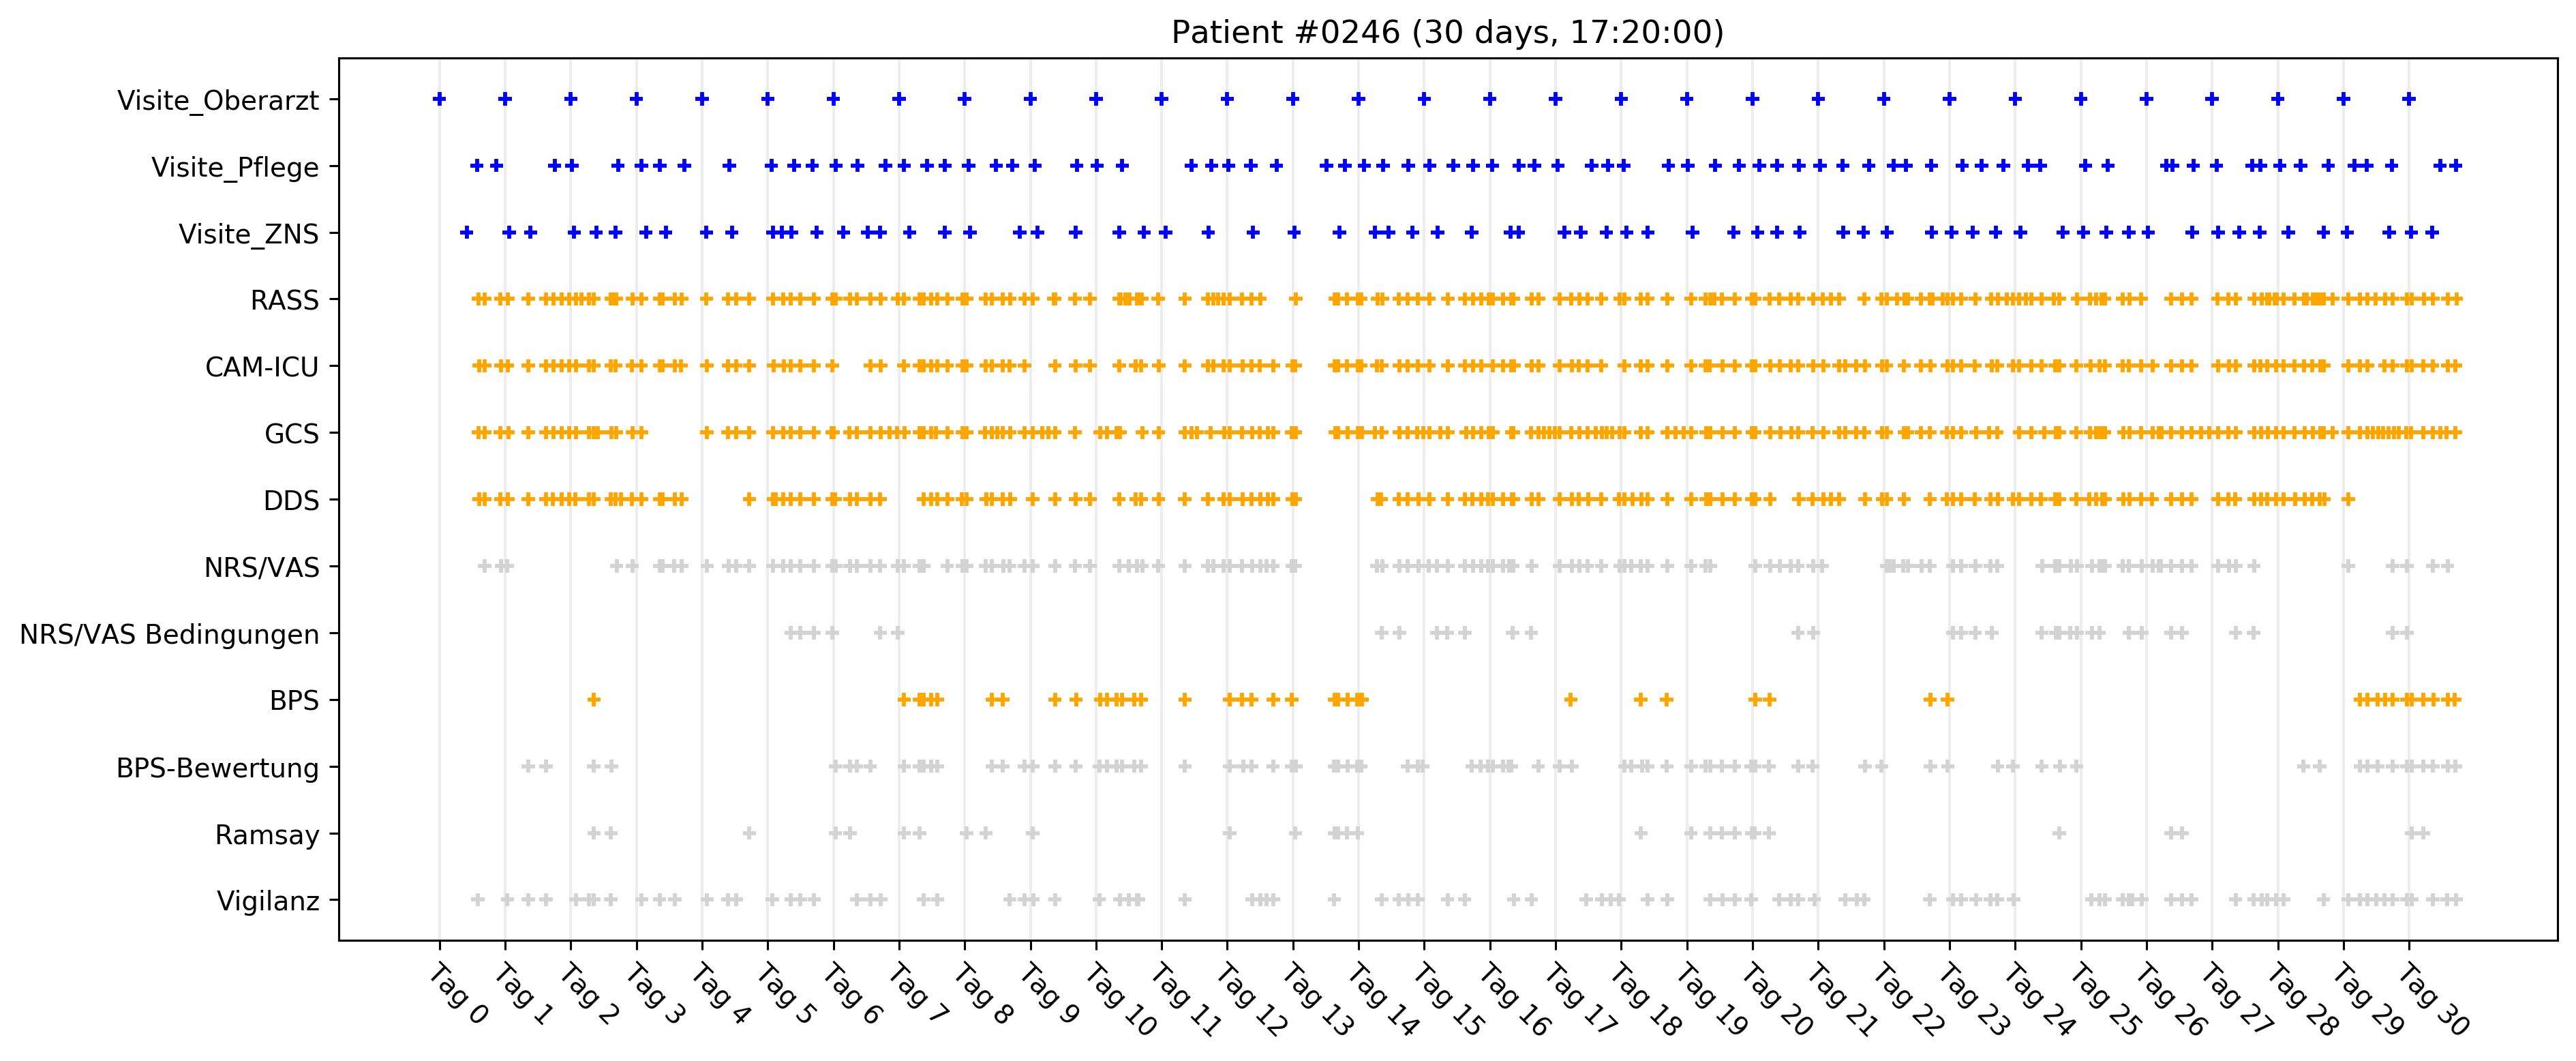 Patient #0246 (30 days, 17:20:00)
Visite_Oberarzt
Visite_Pflege
Visite_ZNS
RASS
CAM-ICU
GCS
DDS
NRS/VAS
NRS/VAS Bedingungen
BPS
BPS-Bewertung
Ramsay
Vigilanz
Tag 0
Tag 1
Tag 2
Tag 3
Tag 4
Tag 5
Tag 6
Tag 7
Tag 8
Tag 9
Tag 10
Tag 11
Tag 12
Tag 13
Tag 14
Tag 15
Tag 16
Tag 17
Tag 18
Tag 19
Tag 20
Tag 21
Tag 22
Tag 23
Tag 24
Tag 25
Tag 26
Tag 27
Tag 28
Tag 29
Tag 30